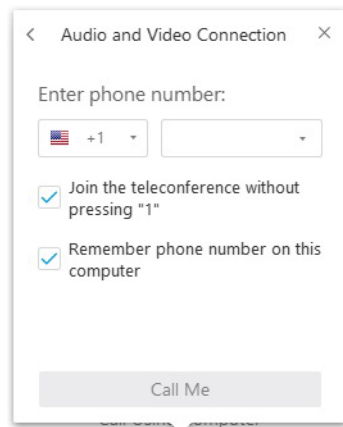 Audio and Video Connection
Enter phone number:
+1
Join the teleconference without
pressing "1"
Remember phone number on this
computer
Call Me